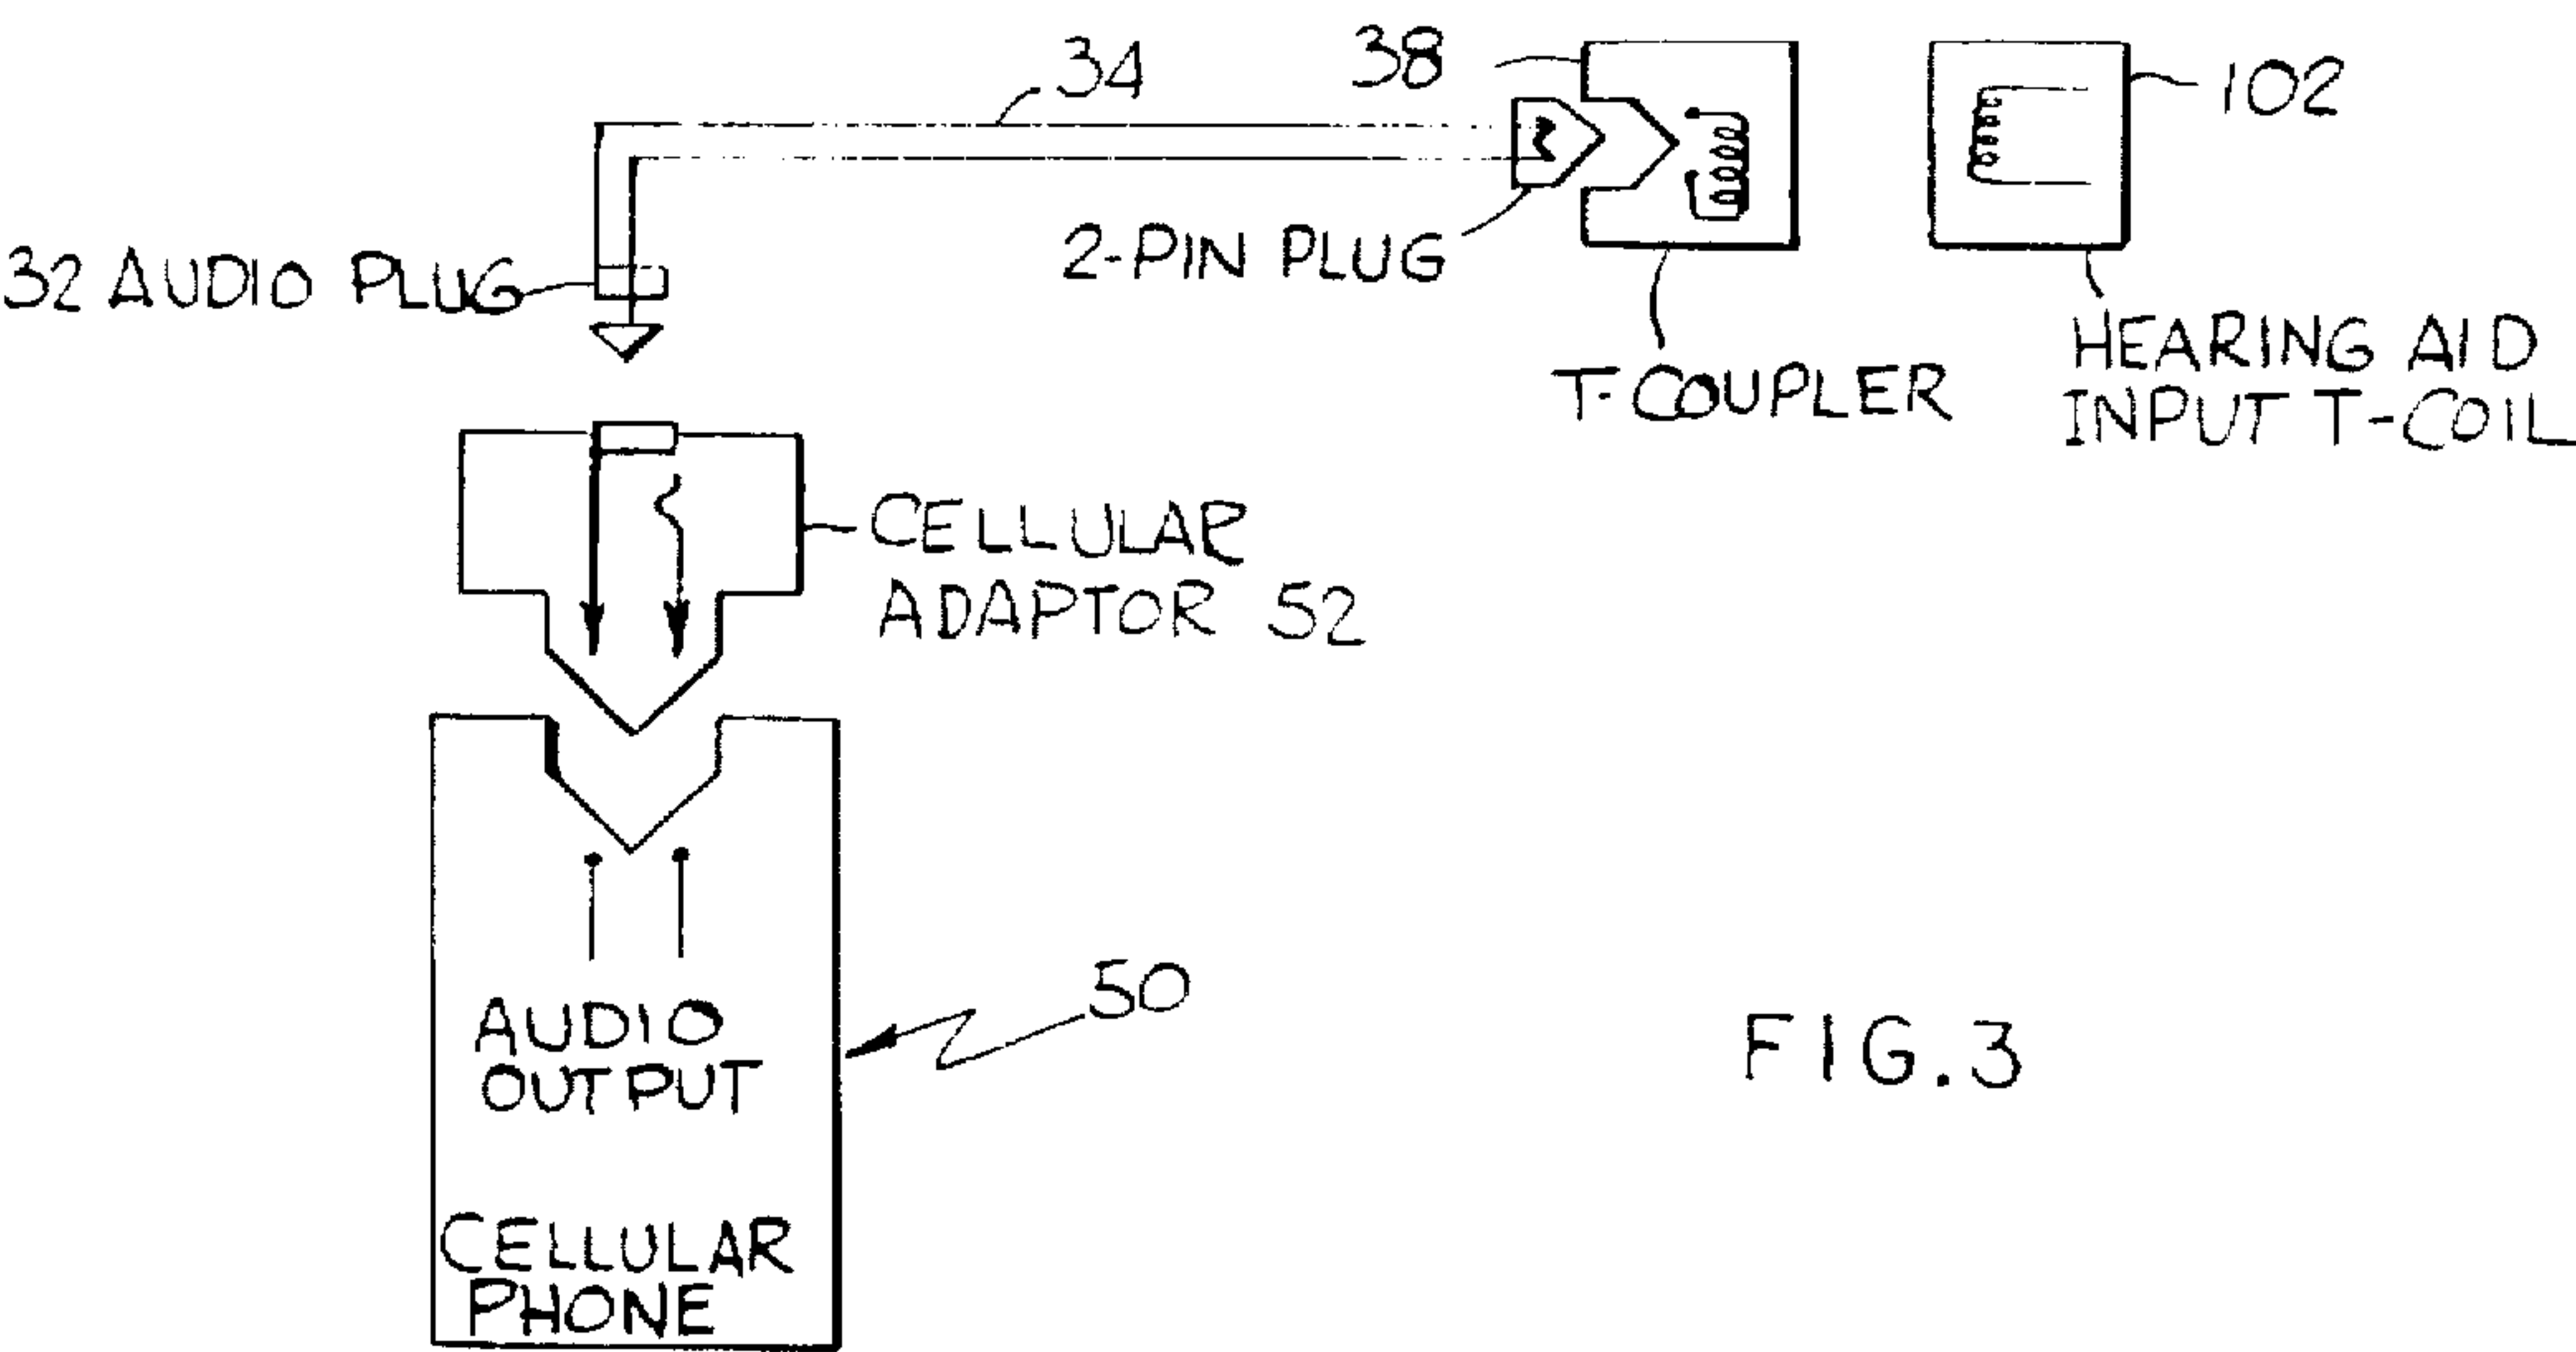 34
38
102
2-PIN PLUG
32 AUDIO PLUG
T-COUPLER
HEARING AID
INPUT T-COIL
CELLULAR
ADAPTOR 52
50
AUDIO
OUTPUT
CELLULAR
PHONE
FIG.3